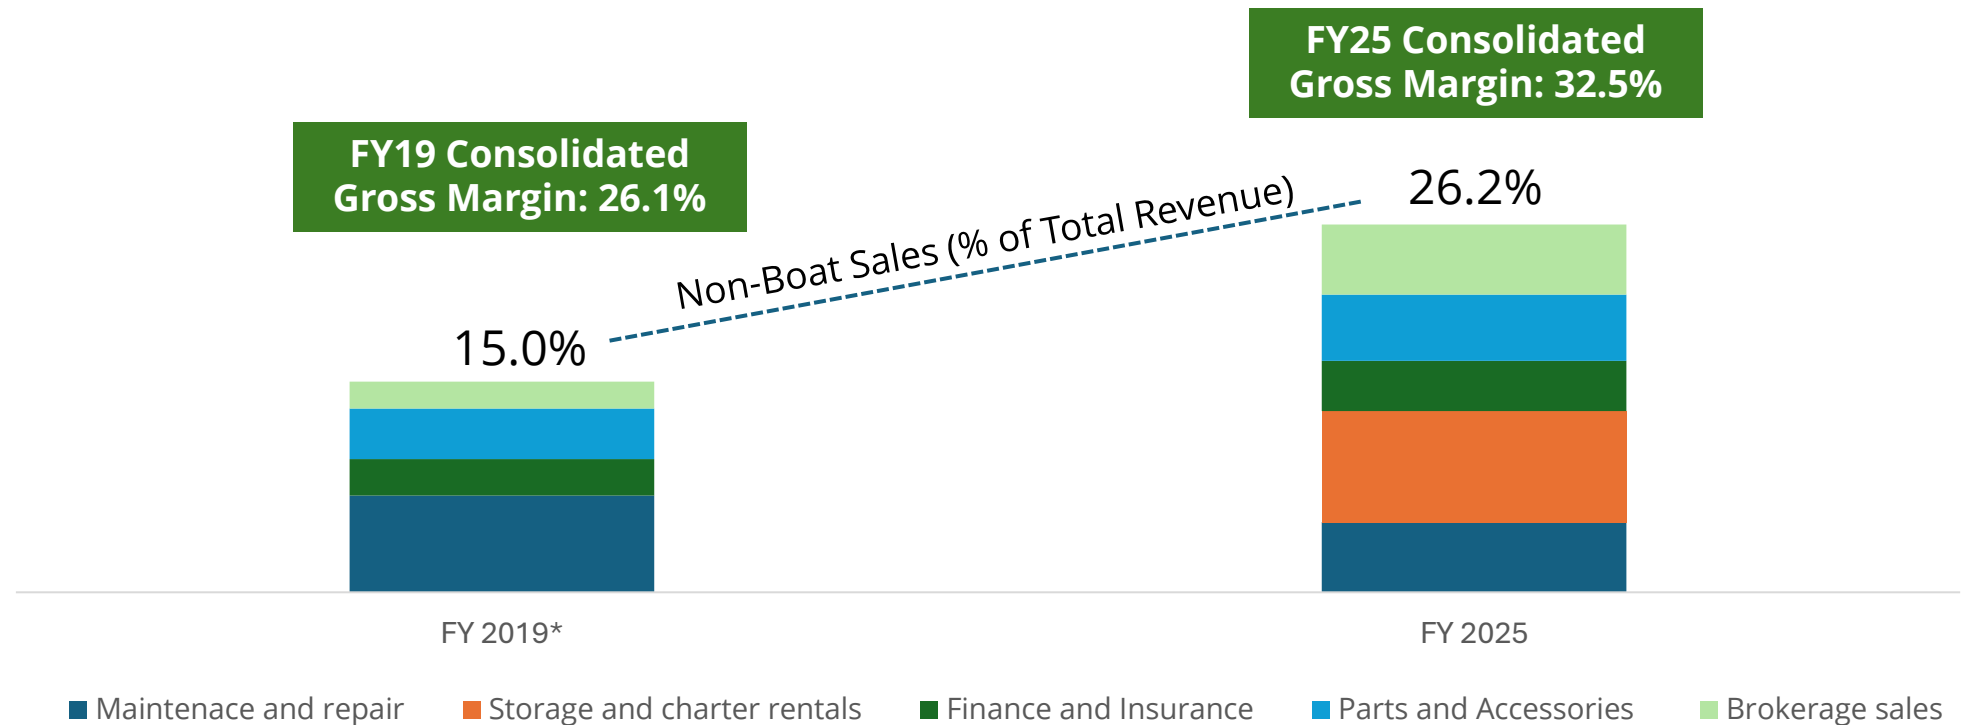 FY25 Consolidated
Gross Margin: 32.5%
FY19 Consolidated
Gross Margin: 26.1%
26.2%
Non-Boat Sales (% of Total Revenue)
15.0%
FY 2019*
FY 2025
Maintenace and repair
Storage and charter rentals
Finance and Insurance
Parts and Accessories
Brokerage sales